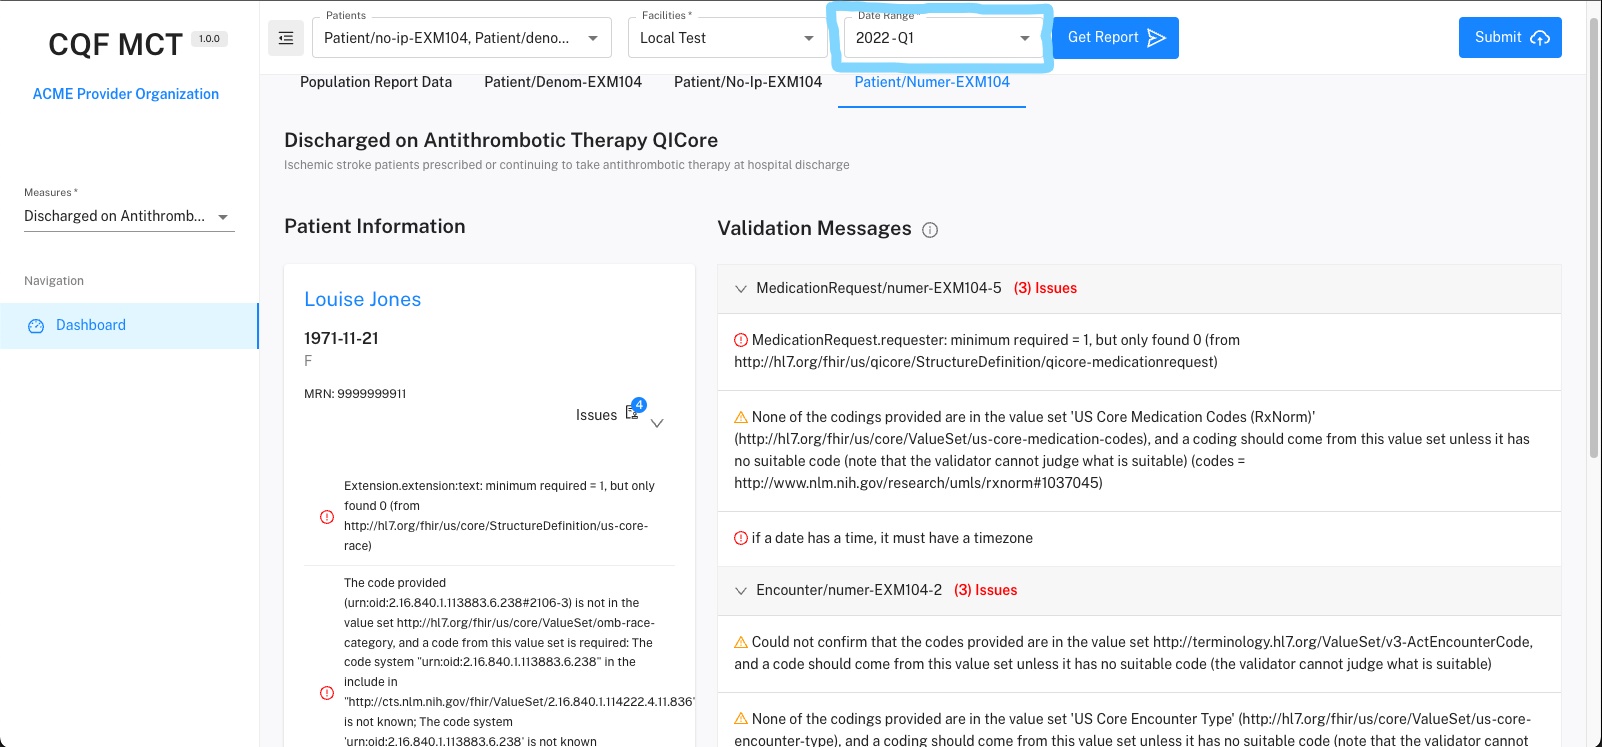 CQF MCT 1.0.0
ACME Provider Organization
Measures *
Discharged on Antithromb...
Navigation
Dashboard
Patients
Patient/no-ip-EXM104, Patient/deno...
Facilities *
Local Test
Date Range *
2022-Q1
Get Report
Submit
Population Report Data
Patient/Denom-EXM104
Patient/No-Ip-EXM104
Patient/Numer-EXM104
Discharged on Antithrombotic Therapy QICore
Ischemic stroke patients prescribed or continuing to take antithrombotic therapy at hospital discharge
Patient Information
Louise Jones
1971-11-21
F
MRN: 9999999911
Issues 4
Extension.extension:text: minimum required = 1, but only
found 0 (from
http://hl7.org/fhir/us/core/StructureDefinition/us-core-
race)
The code provided
(urn:oid:2.16.840.1.113883.6.238#2106-3) is not in the
value set http://hl7.org/fhir/us/core/ValueSet/omb-race-
category, and a code from this value set is required: The
code system "urn:oid:2.16.840.1.113883.6.238" in the
include in
"http://cts.nlm.nih.gov/fhir/ValueSet/2.16.840.1.114222.4.11.836"
is not known; The code system
'urn:oid:2.16.840.1.113883.6.238' is not known
Validation Messages
MedicationRequest/numer-EXM104-5 (3) Issues
MedicationRequest.requester: minimum required = 1, but only found 0 (from
http://hl7.org/fhir/us/qicore/StructureDefinition/qicore-medicationrequest)
None of the codings provided are in the value set 'US Core Medication Codes (RxNorm)'
(http://hl7.org/fhir/us/core/ValueSet/us-core-medication-codes), and a coding should come from this value set unless it has
no suitable code (note that the validator cannot judge what is suitable) (codes =
http://www.nlm.nih.gov/research/umls/rxnorm#1037045)
if a date has a time, it must have a timezone
Encounter/numer-EXM104-2 (3) Issues
Could not confirm that the codes provided are in the value set http://terminology.hl7.org/ValueSet/v3-ActEncounterCode,
and a code should come from this value set unless it has no suitable code (the validator cannot judge what is suitable)
None of the codings provided are in the value set 'US Core Encounter Type' (http://hl7.org/fhir/us/core/ValueSet/us-core-
encounter-type), and a coding should come from this value set unless it has no suitable code (note that the validator cannot